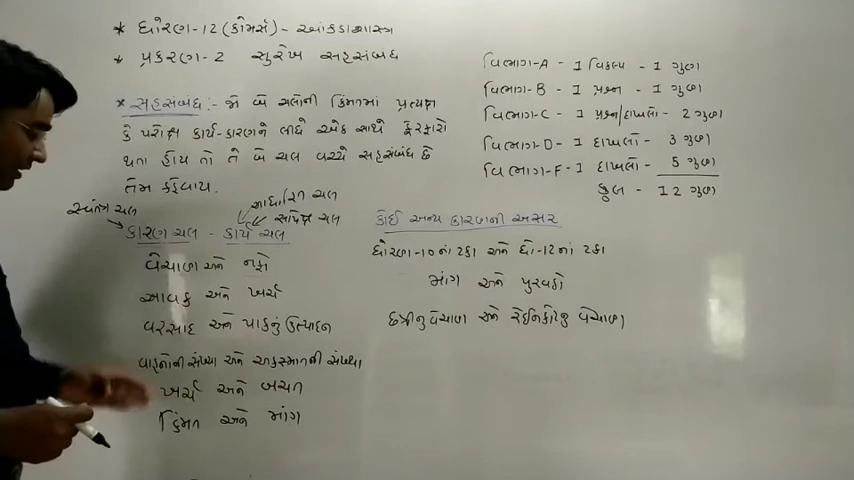 * ધોરણ-12 (કોમર્સ) - આંકડાશાસ્ત્ર
* પ્રકરણ-2 સુરેખ સહસંબંધ
* સહસંબંધ :- જો બે ચલોની કિંમતમાં પ્રત્યક્ષ
કે પરોક્ષ કાર્ય-કારણને લીધે એક સાથે ફેરફારો
થતા હોય તો તે બે ચલ વચ્ચે સહસંબંધ છે
તેમ કહેવાય.
સ્વતંત્ર ચલ
આધારિત ચલ
સાપેક્ષ ચલ
કારણ ચલ - કાર્ય ચલ
વેચાણ અને નફો
આવક અને ખર્ચ
વરસાદ અને પાકનું ઉત્પાદન
વાહનોની સંખ્યા અને અકસ્માતની સંખ્યા
ખર્ચ અને બચત
કિંમત અને માંગ
વિભાગ-A - 1 વિકલ્પ - 1 ગુણ
વિભાગ-B - 1 પ્રશ્ન - 1 ગુણ
વિભાગ-C - 1 પ્રશ્ન/દાખલો - 2 ગુણ
વિભાગ-D - 1 દાખલો - 3 ગુણ
વિભાગ-F - 1 દાખલો - 5 ગુણ
કુલ - 12 ગુણ
કોઈ અન્ય કારણની અસર
ધોરણ-10નાં ટકા અને ધો-12નાં ટકા
માંગ અને પુરવઠો
છત્રીનુ વેચાણ અને રેઈનકોટનુ વેચાણ